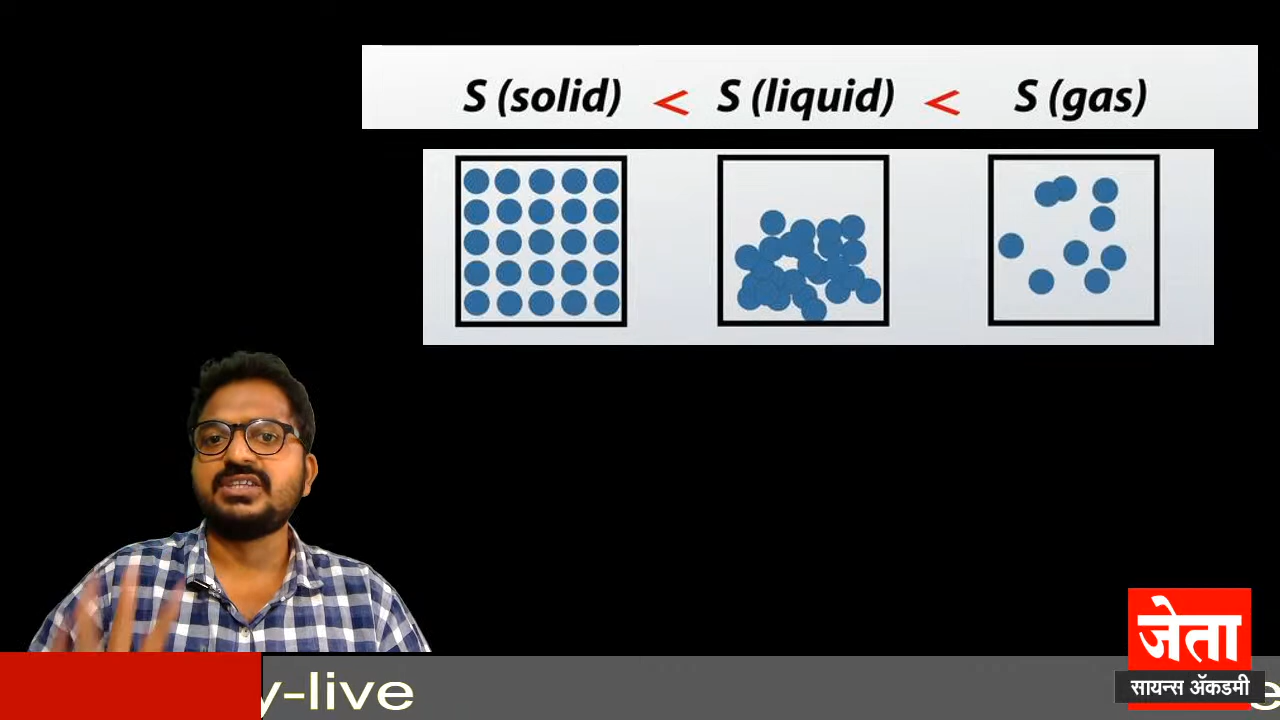 S (solid) < S (liquid) < S (gas)
y-live
जेता
सायन्स ॲकडमी
e